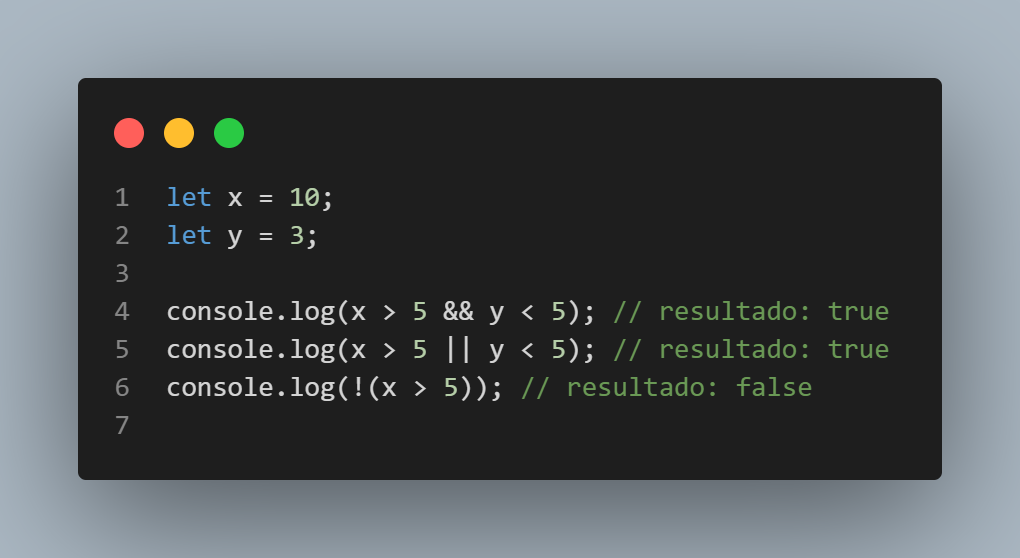 1 let x = 10;
2 let y = 3;
3
4 console.log(x > 5 && y < 5); // resultado: true
5 console.log(x > 5 || y < 5); // resultado: true
6 console.log(!(x > 5)); // resultado: false
7